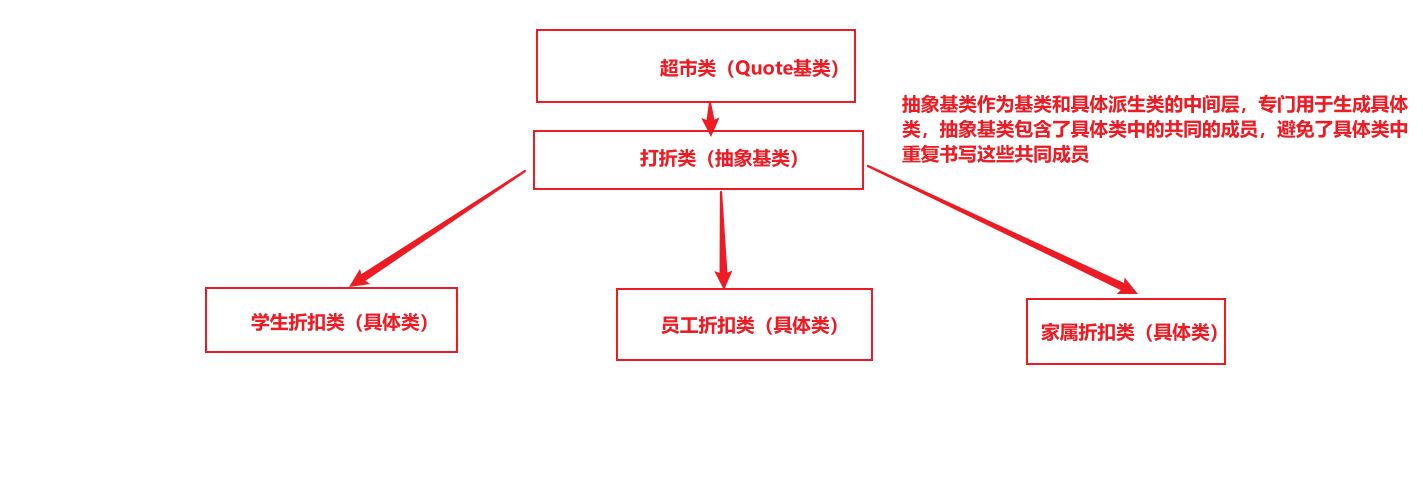 超市类（Quote基类）
抽象基类作为基类和具体派生类的中间层，专门用于生成具体
类，抽象基类包含了具体类中的共同的成员，避免了具体类中
重复书写这些共同成员
打折类（抽象基类）
学生折扣类（具体类）
员工折扣类（具体类）
家属折扣类（具体类）